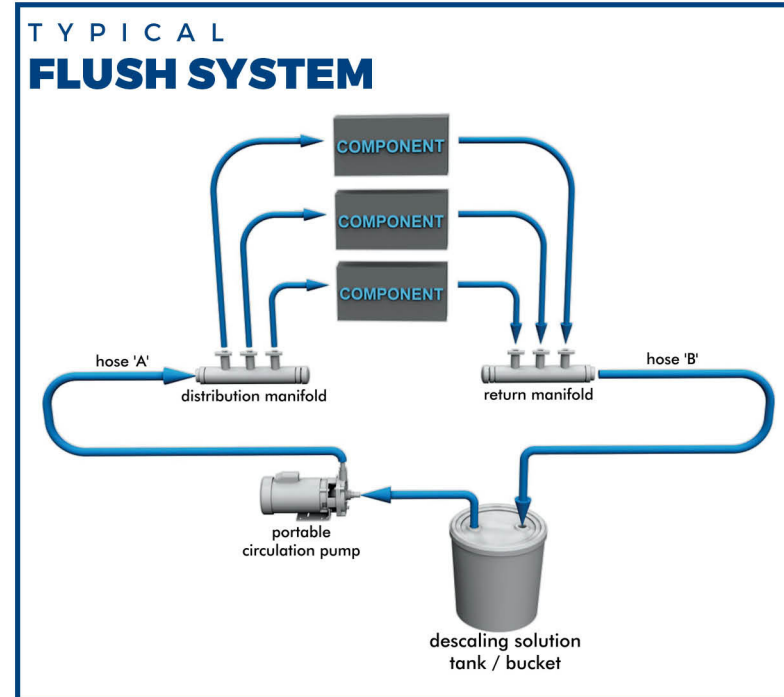 TYPICAL
FLUSH SYSTEM
COMPONENT
COMPONENT
COMPONENT
hose 'A'
hose 'B'
distribution manifold
return manifold
portable
circulation pump
descaling solution
tank / bucket